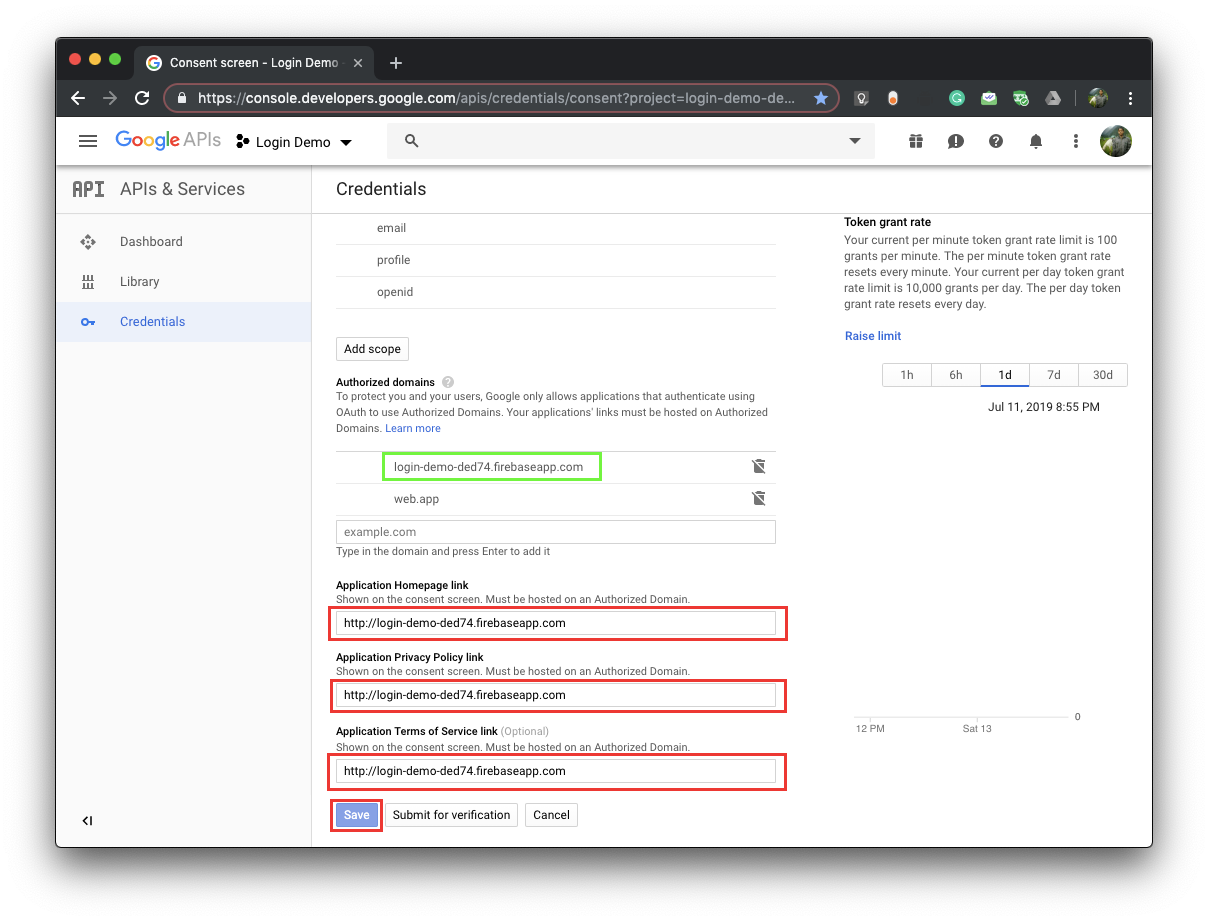 Consent screen - Login Demo
https://console.developers.google.com/apis/credentials/consent?project=login-demo-de...
Google APIs
Login Demo
API APIs & Services
Credentials
Dashboard
Library
Credentials
email
profile
openid
Add scope
Authorized domains
To protect you and your users, Google only allows applications that authenticate using
OAuth to use Authorized Domains. Your applications' links must be hosted on Authorized
Domains. Learn more
login-demo-ded74.firebaseapp.com
web.app
example.com
Type in the domain and press Enter to add it
Application Homepage link
Shown on the consent screen. Must be hosted on an Authorized Domain.
http://login-demo-ded74.firebaseapp.com
Application Privacy Policy link
Shown on the consent screen. Must be hosted on an Authorized Domain.
http://login-demo-ded74.firebaseapp.com
Application Terms of Service link (Optional)
Shown on the consent screen. Must be hosted on an Authorized Domain.
http://login-demo-ded74.firebaseapp.com
Save Submit for verification Cancel
Token grant rate
Your current per minute token grant rate limit is 100
grants per minute. The per minute token grant rate
resets every minute. Your current per day token grant
rate limit is 10,000 grants per day. The per day token
grant rate resets every day.
Raise limit
1h 6h 1d 7d 30d
Jul 11, 2019 8:55 PM
0
12 PM Sat 13